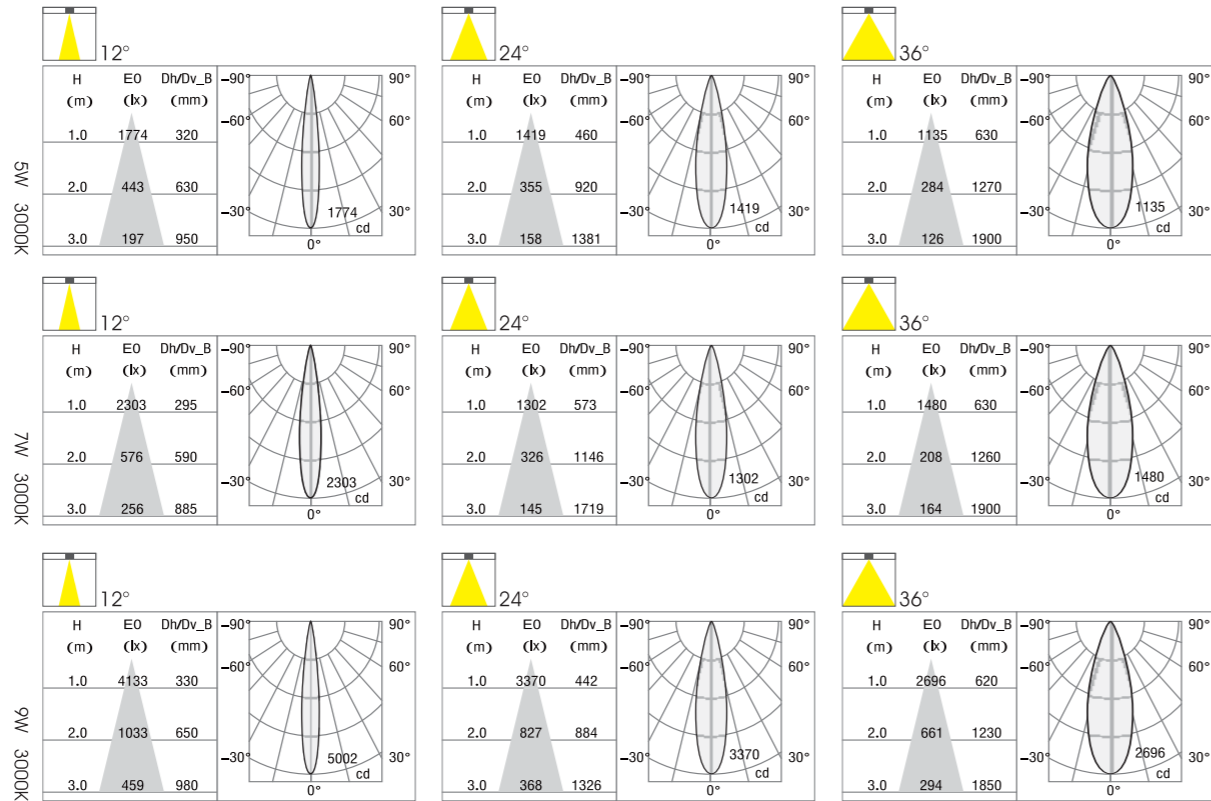 12° 24° 36°
5W 3000K
H E0 Dh/Dv_B
(m) (lx) (mm)
1.0 1774 320
2.0 443 630
3.0 197 950
–90° 90°
–60° 60°
–30° 1774 30°
cd
0°
H E0 Dh/Dv_B
(m) (lx) (mm)
1.0 1419 460
2.0 355 920
3.0 158 1381
–90° 90°
–60° 60°
–30° 1419 30°
cd
0°
H E0 Dh/Dv_B
(m) (lx) (mm)
1.0 1135 630
2.0 284 1270
3.0 126 1900
–90° 90°
–60° 60°
–30° 1135 30°
cd
0°
12° 24° 36°
7W 3000K
H E0 Dh/Dv_B
(m) (lx) (mm)
1.0 2303 295
2.0 576 590
3.0 256 885
–90° 90°
–60° 60°
–30° 2303 30°
cd
0°
H E0 Dh/Dv_B
(m) (lx) (mm)
1.0 1302 573
2.0 326 1146
3.0 145 1719
–90° 90°
–60° 60°
–30° 1302 30°
cd
0°
H E0 Dh/Dv_B
(m) (lx) (mm)
1.0 1480 630
2.0 208 1260
3.0 164 1900
–90° 90°
–60° 60°
–30° 1480 30°
cd
0°
12° 24° 36°
9W 3000K
H E0 Dh/Dv_B
(m) (lx) (mm)
1.0 4133 330
2.0 1033 650
3.0 459 980
–90° 90°
–60° 60°
–30° 5002 30°
cd
0°
H E0 Dh/Dv_B
(m) (lx) (mm)
1.0 3370 442
2.0 827 884
3.0 368 1326
–90° 90°
–60° 60°
–30° 3370 30°
cd
0°
H E0 Dh/Dv_B
(m) (lx) (mm)
1.0 2696 620
2.0 661 1230
3.0 294 1850
–90° 90°
–60° 60°
–30° 2696 30°
cd
0°